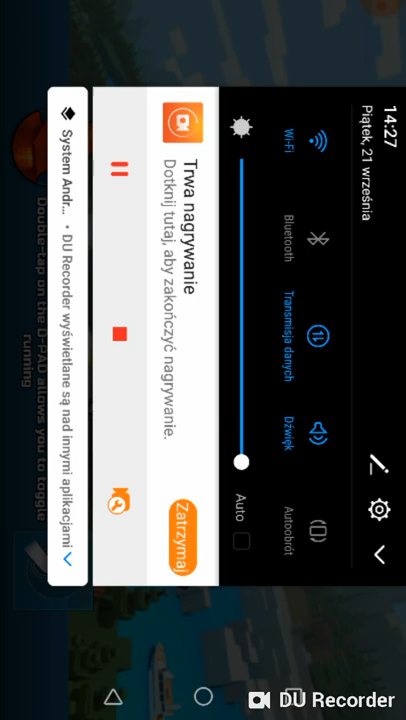 14:27
Piątek, 21 września
Wi-Fi
Bluetooth
Transmisja danych
Dźwięk
Autoobrót
Auto
Trwa nagrywanie
Dotknij tutaj, aby zakończyć nagrywanie.
Zatrzymaj
System Andr... • DU Recorder wyświetlane są nad innymi aplikacjami
Double-tap on the D-PAD allows you to toggle
running
DU Recorder